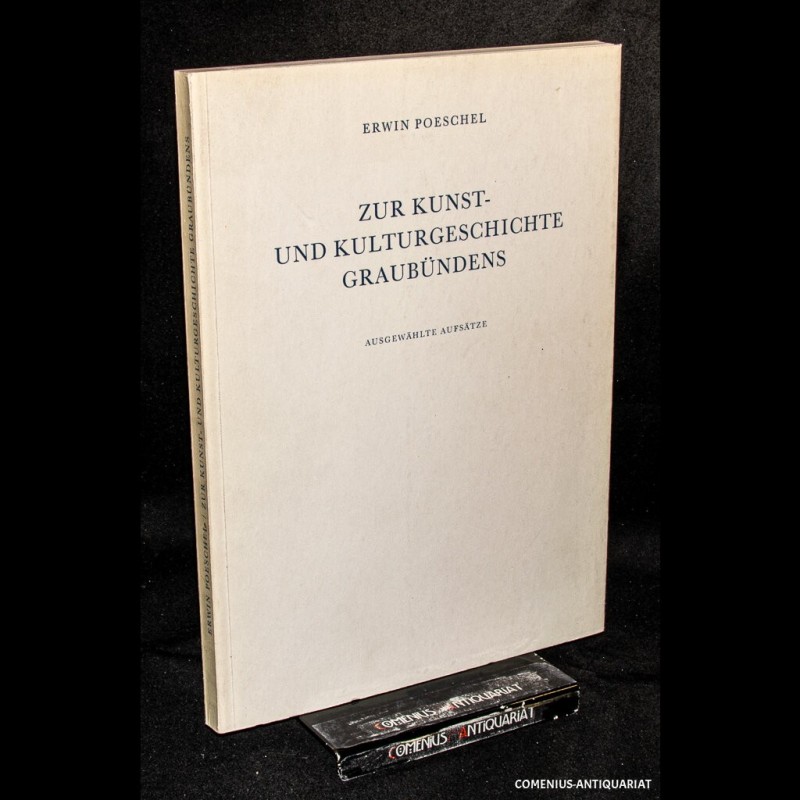 ERWIN POESCHEL
ZUR KUNST-
UND KULTURGESCHICHTE
GRAUBÜNDENS
AUSGEWÄHLTE AUFSÄTZE
ERWIN POESCHEL / ZUR KUNST- UND KULTURGESCHICHTE GRAUBÜNDENS
COMENIUS-ANTIQUARIAT
COMENIUS-ANTIQUARIAT
COMENIUS-ANTIQUARIAT